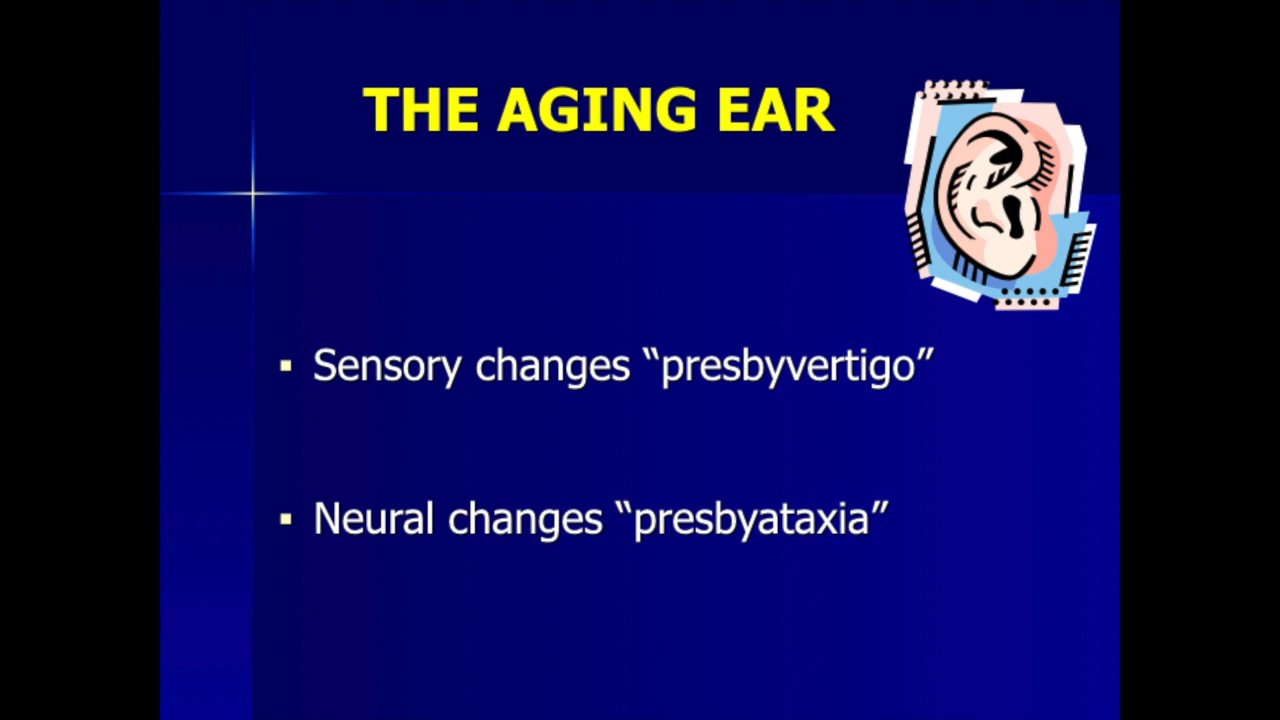 THE AGING EAR
▪ Sensory changes “presbyvertigo”
▪ Neural changes “presbyataxia”